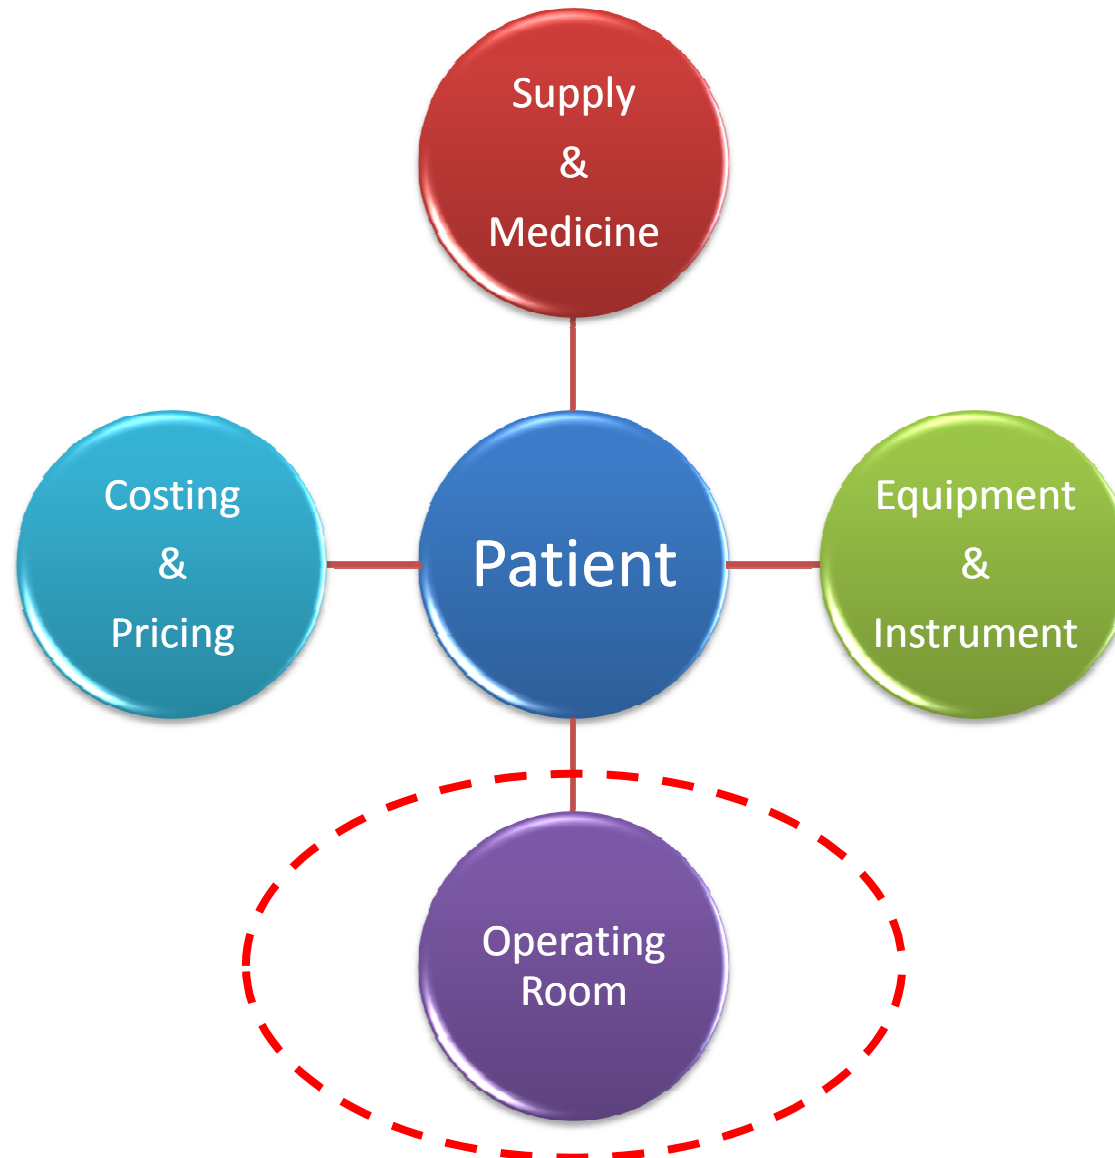 Supply
&
Medicine
Costing
&
Pricing
Patient
Equipment
&
Instrument
Operating
Room